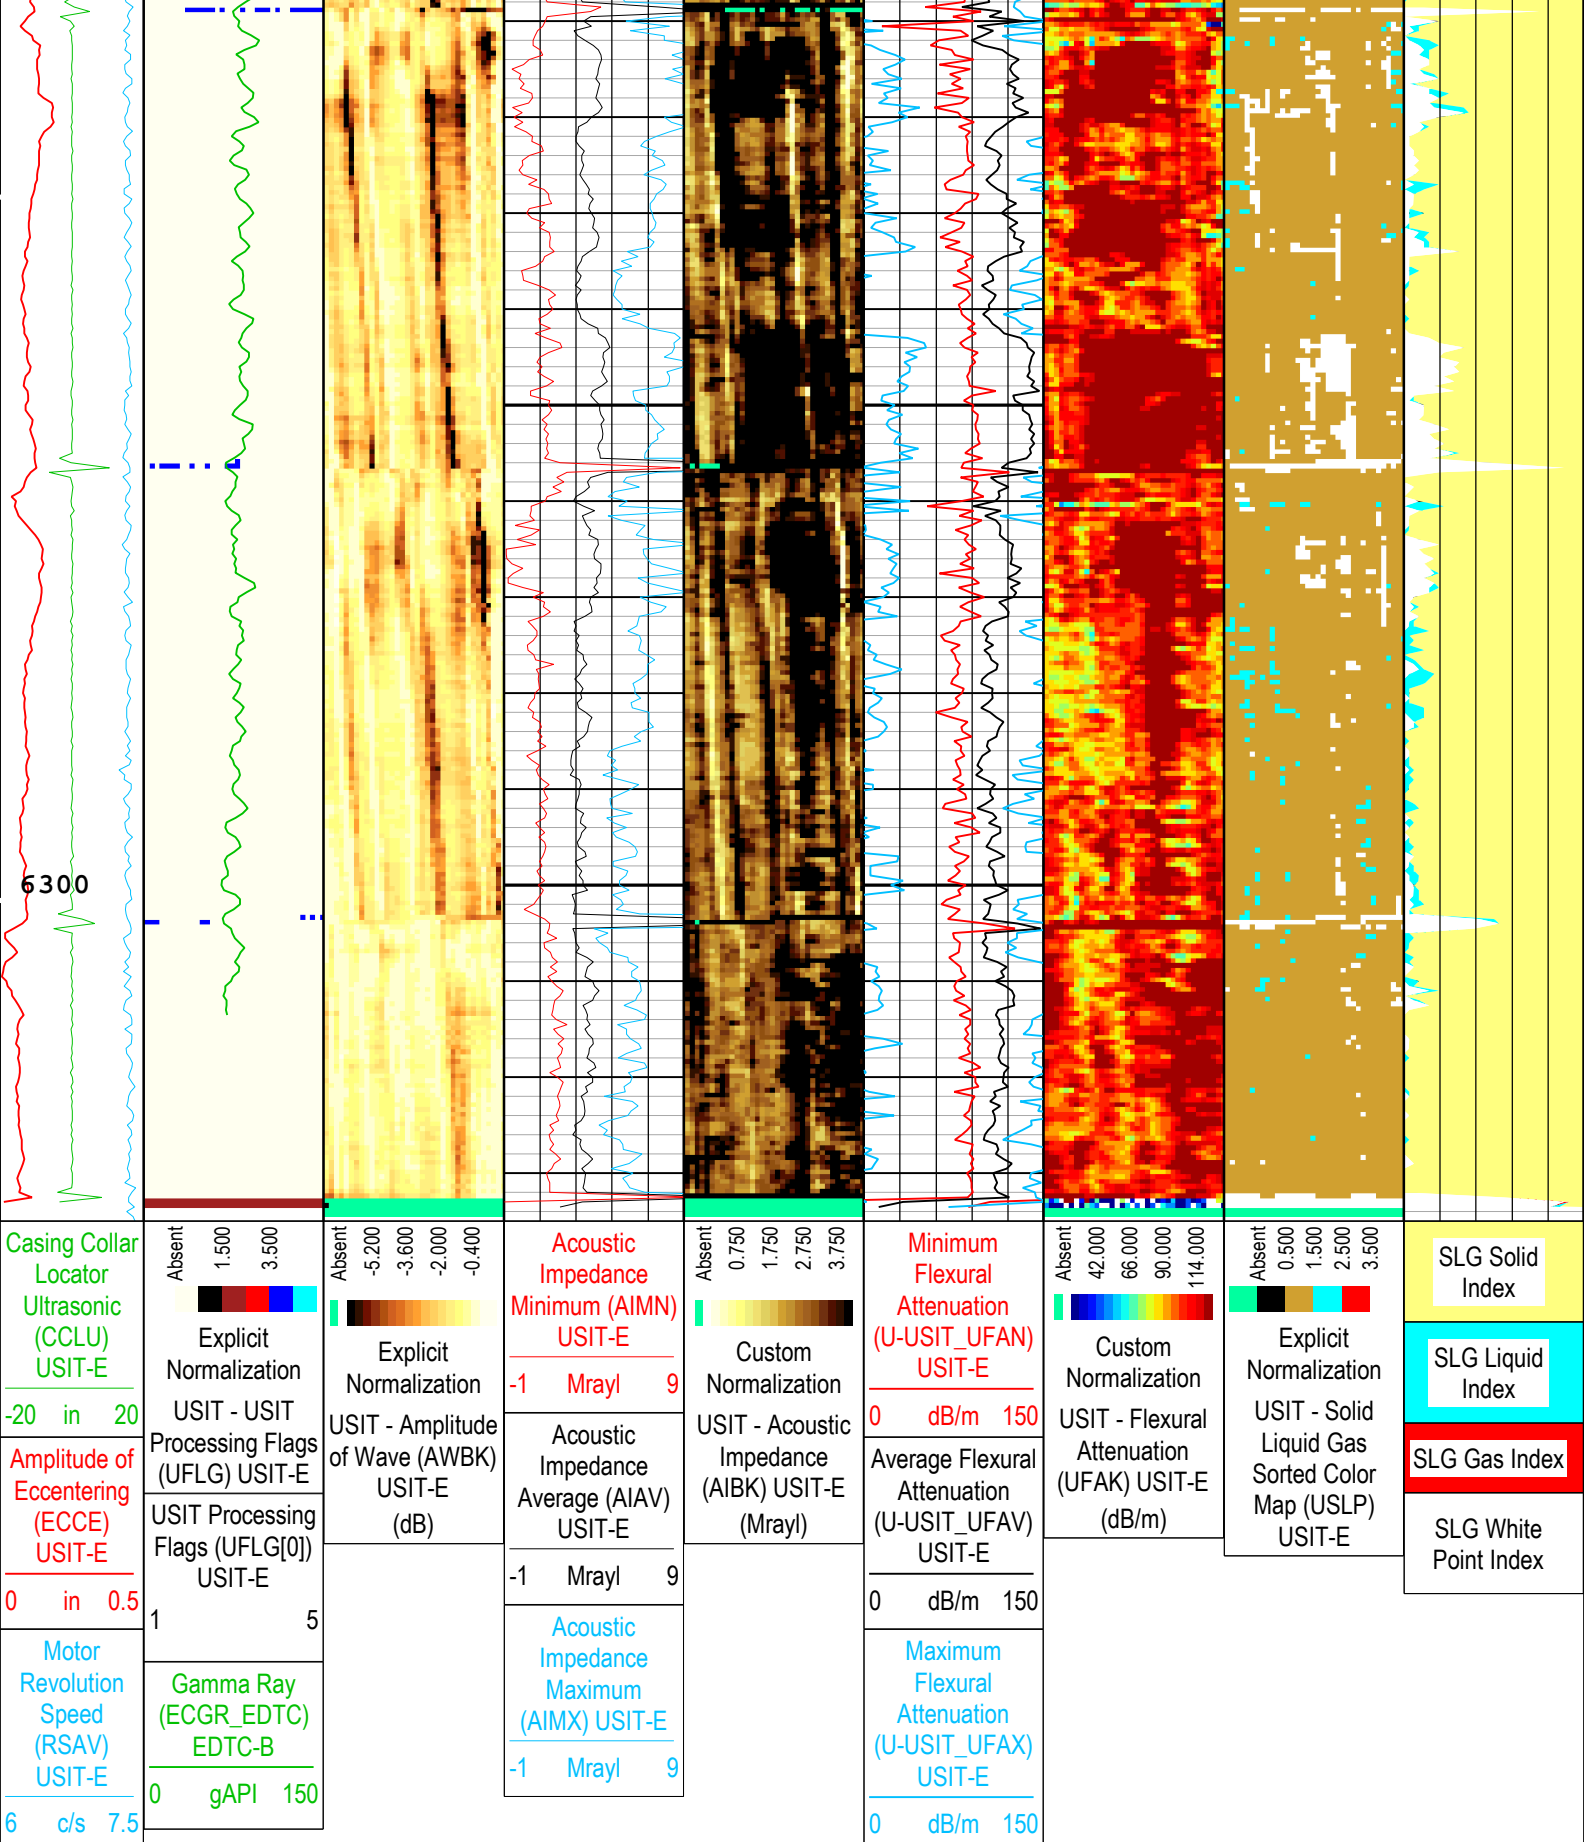 6300
Casing Collar
Locator
Ultrasonic
(CCLU)
USIT-E
-20 in 20
Amplitude of
Eccentering
(ECCE)
USIT-E
0 in 0.5
Motor
Revolution
Speed
(RSAV)
USIT-E
6 c/s 7.5
Absent 1.500 3.500
Explicit
Normalization
USIT - USIT
Processing Flags
(UFLG) USIT-E
USIT Processing
Flags (UFLG[0])
USIT-E
1 5
Gamma Ray
(ECGR_EDTC)
EDTC-B
0 gAPI 150
Absent -5.200 -3.600 -2.000 -0.400
Explicit
Normalization
USIT - Amplitude
of Wave (AWBK)
USIT-E
(dB)
Acoustic
Impedance
Minimum (AIMN)
USIT-E
-1 Mrayl 9
Acoustic
Impedance
Average (AIAV)
USIT-E
-1 Mrayl 9
Acoustic
Impedance
Maximum
(AIMX) USIT-E
-1 Mrayl 9
Absent 0.750 1.750 2.750 3.750
Custom
Normalization
USIT - Acoustic
Impedance
(AIBK) USIT-E
(Mrayl)
Minimum
Flexural
Attenuation
(U-USIT_UFAN)
USIT-E
0 dB/m 150
Average Flexural
Attenuation
(U-USIT_UFAV)
USIT-E
0 dB/m 150
Maximum
Flexural
Attenuation
(U-USIT_UFAX)
USIT-E
0 dB/m 150
Absent 42.000 66.000 90.000 114.000
Custom
Normalization
USIT - Flexural
Attenuation
(UFAK) USIT-E
(dB/m)
Absent 0.500 1.500 2.500 3.500
Explicit
Normalization
USIT - Solid
Liquid Gas
Sorted Color
Map (USLP)
USIT-E
SLG Solid
Index
SLG Liquid
Index
SLG Gas Index
SLG White
Point Index